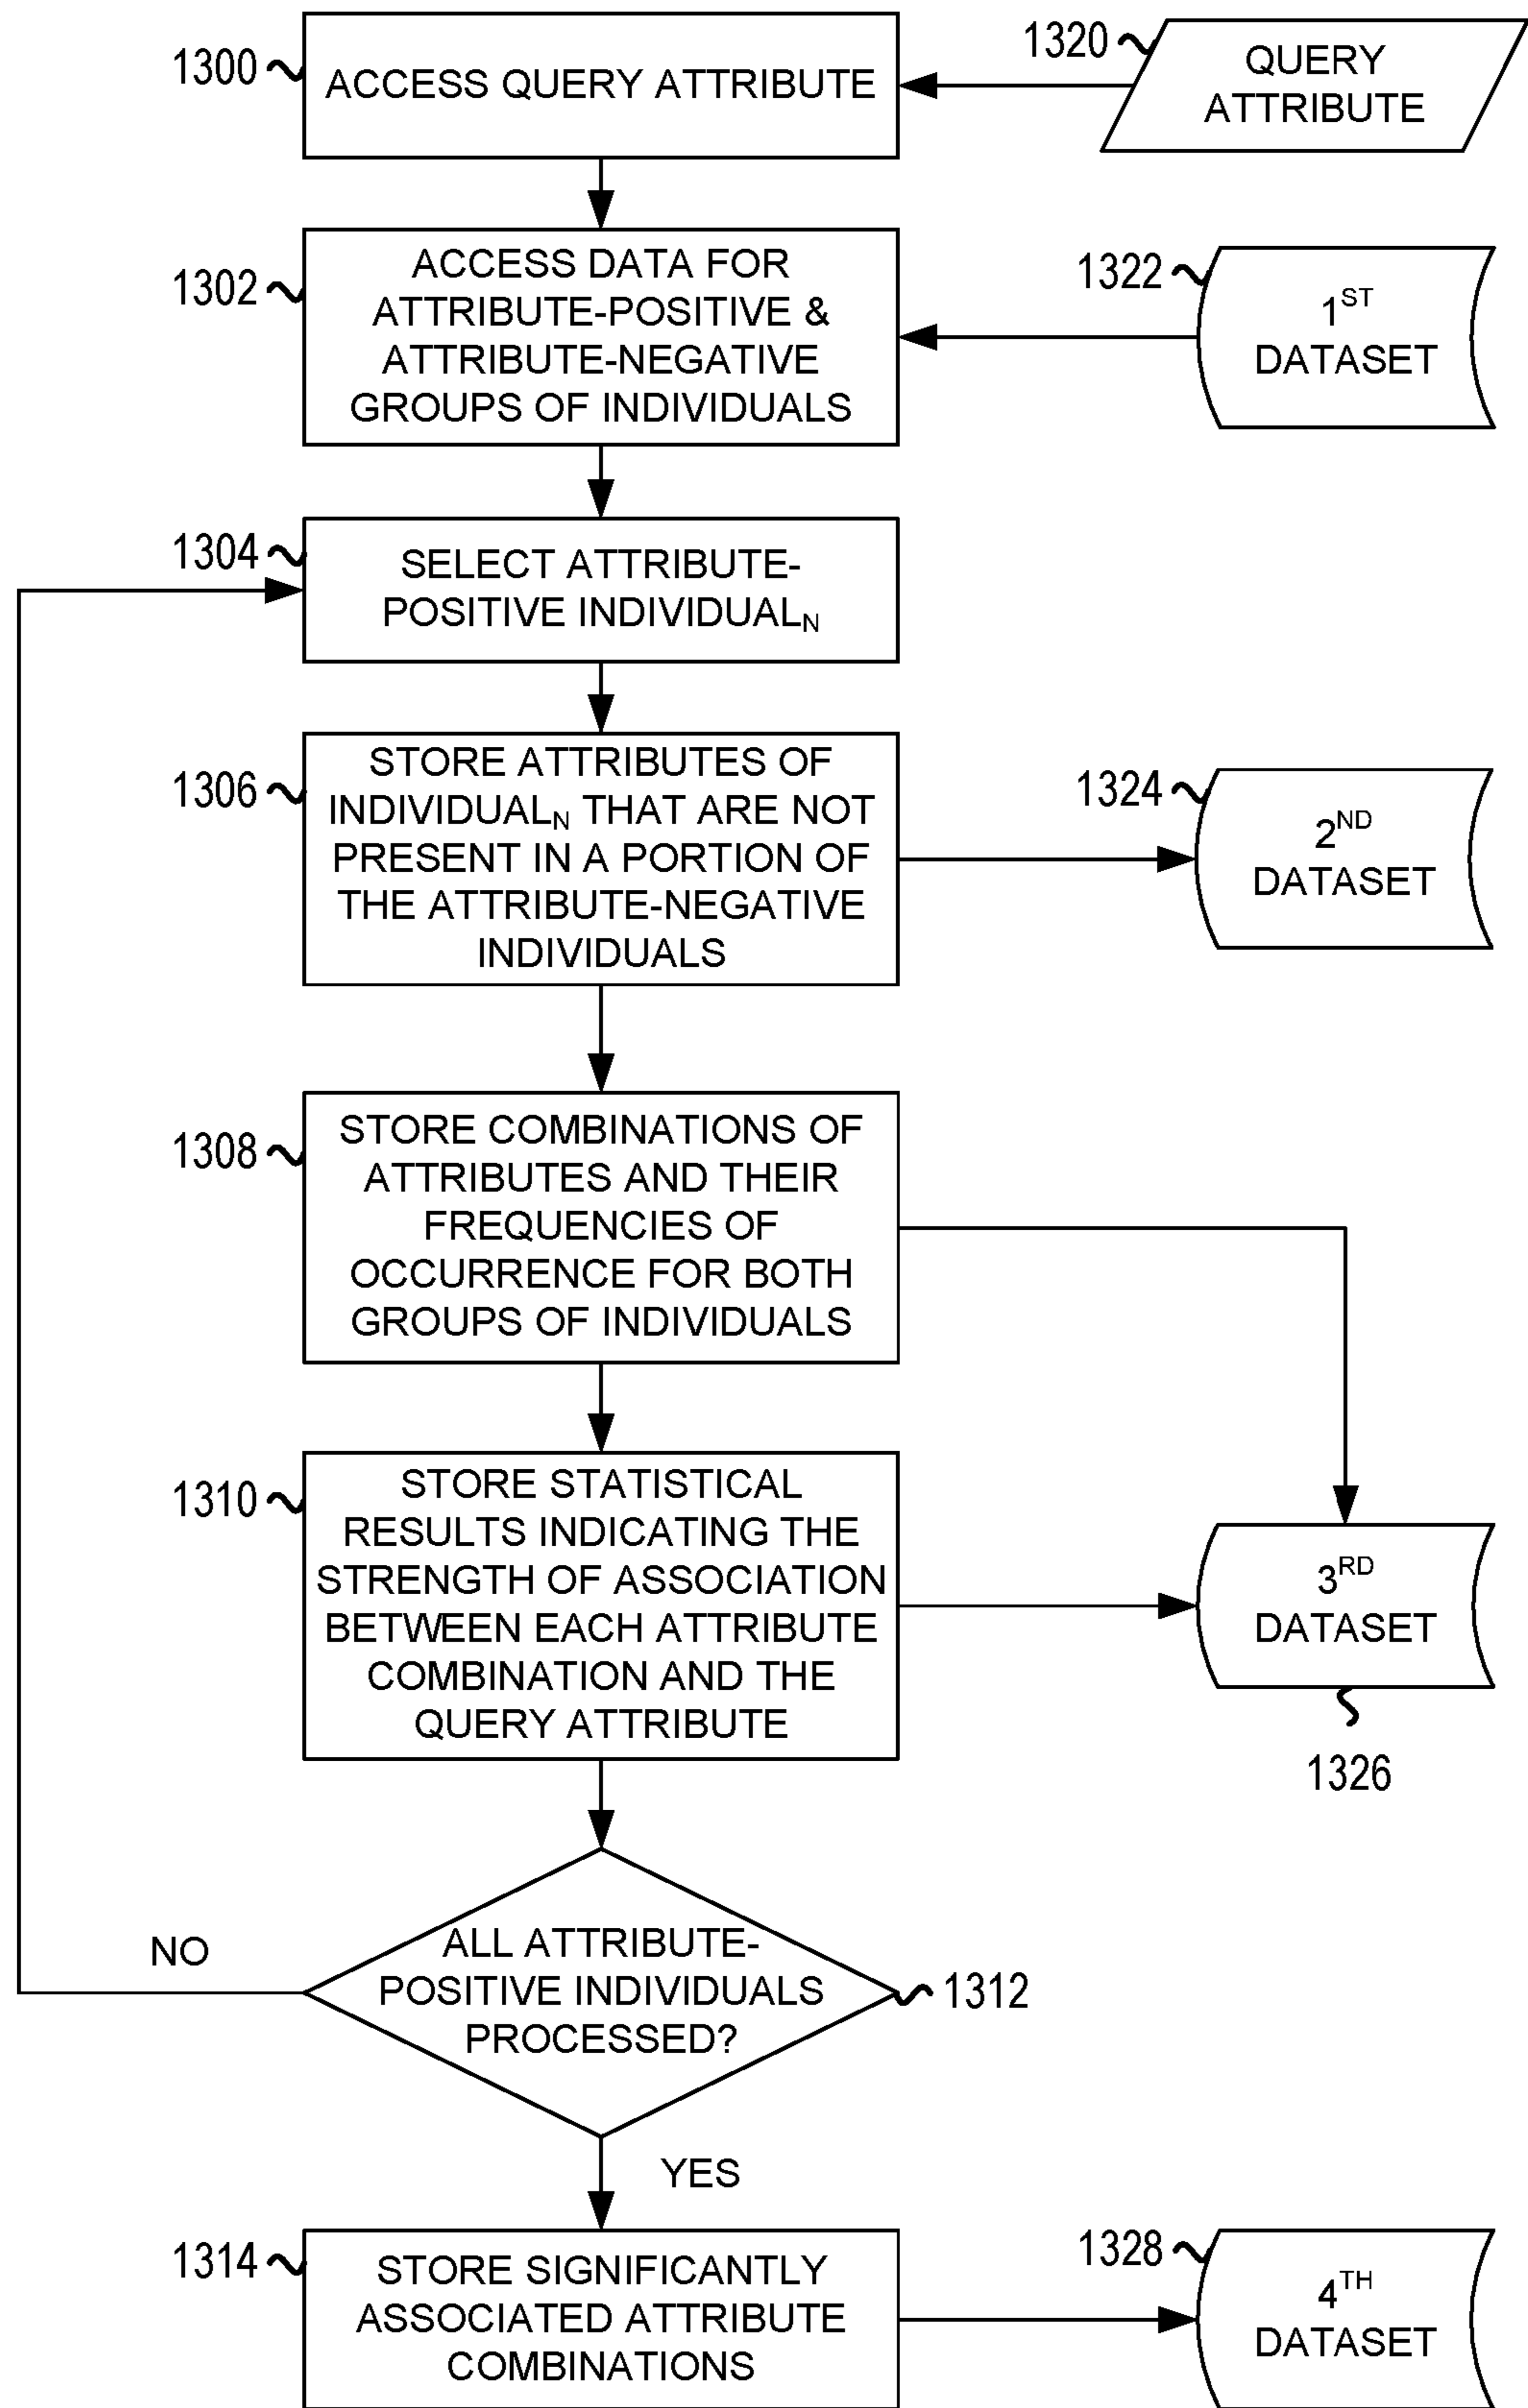 1300
ACCESS QUERY ATTRIBUTE
1320
QUERY
ATTRIBUTE
1302
ACCESS DATA FOR
ATTRIBUTE-POSITIVE &
ATTRIBUTE-NEGATIVE
GROUPS OF INDIVIDUALS
1322
1ST
DATASET
1304
SELECT ATTRIBUTE-
POSITIVE INDIVIDUALN
1306
STORE ATTRIBUTES OF
INDIVIDUALN THAT ARE NOT
PRESENT IN A PORTION OF
THE ATTRIBUTE-NEGATIVE
INDIVIDUALS
1324
2ND
DATASET
1308
STORE COMBINATIONS OF
ATTRIBUTES AND THEIR
FREQUENCIES OF
OCCURRENCE FOR BOTH
GROUPS OF INDIVIDUALS
1310
STORE STATISTICAL
RESULTS INDICATING THE
STRENGTH OF ASSOCIATION
BETWEEN EACH ATTRIBUTE
COMBINATION AND THE
QUERY ATTRIBUTE
3RD
DATASET
1326
NO
ALL ATTRIBUTE-
POSITIVE INDIVIDUALS
PROCESSED?
1312
YES
1314
STORE SIGNIFICANTLY
ASSOCIATED ATTRIBUTE
COMBINATIONS
1328
4TH
DATASET